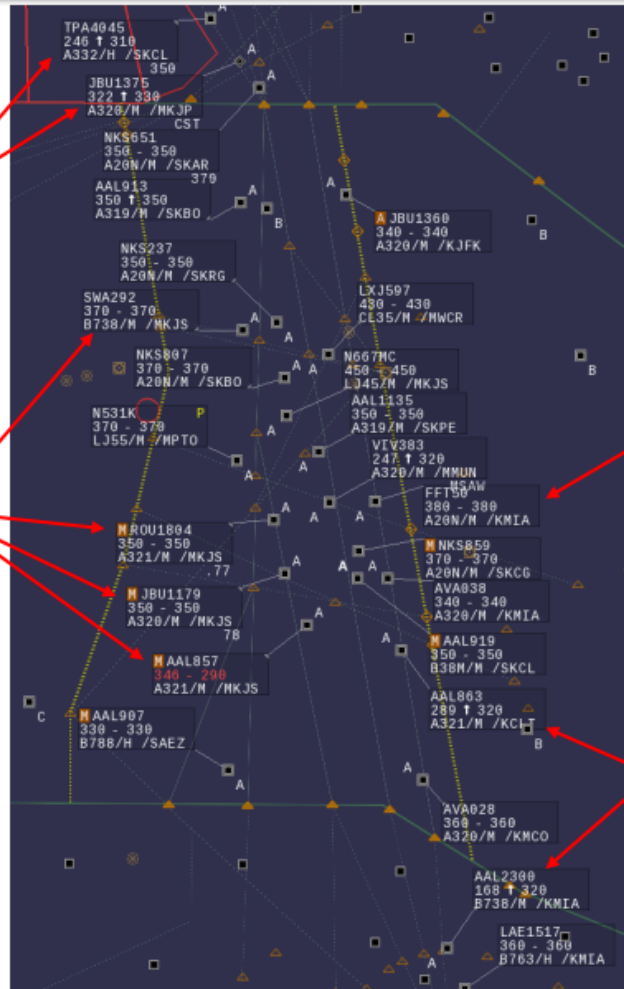 A
TPA4045
246 ↑ 310
A332/H /SKCL
350
A
JBU1375
322 ↑ 330
A320/M /MKJP
A
CST
NKS651
350 - 350
A20N/M /SKAR
370
AAL913
350 ↑ 350
A319/M /SKBO
A
B
A
A JBU1360
340 - 340
A320/M /KJFK
B
NKS237
350 - 350
A20N/M /SKRG
A
SWA292
370 - 370
B738/M /MKJS
A
LXJ597
430 - 430
CL35/M /MWCR
A
NKS807
370 - 370
A20N/M /SKBO
A
N667MC
450 - 450
LJ45/M /MKJS
B
N531K
370 - 370
LJ55/M /MPTO
P
A
A
AAL1135
350 - 350
A319/M /SKPE
A
VIV383
247 ↑ 320
A320/M /MMUN
A
MSAW
FFT50
380 - 380
A20N/M /KMIA
A
M ROU1804
350 - 350
A321/M /MKJS
.77
A
M NKS859
370 - 370
A20N/M /SKCG
A
A
M JBU1179
350 - 350
A320/M /MKJS
78
A
AVA038
340 - 340
A320/M /KMIA
M AAL857
346 - 290
A321/M /MKJS
A
M AAL919
350 - 350
B38M/M /SKCL
A
AAL863
289 ↑ 320
A321/M /KCLT
B
C
M AAL907
330 - 330
B788/H /SAEZ
A
A
AVA028
360 - 360
A320/M /KMCO
AAL2300
168 ↑ 320
B738/M /KMIA
A
LAE1517
360 - 360
B763/H /KMIA
A